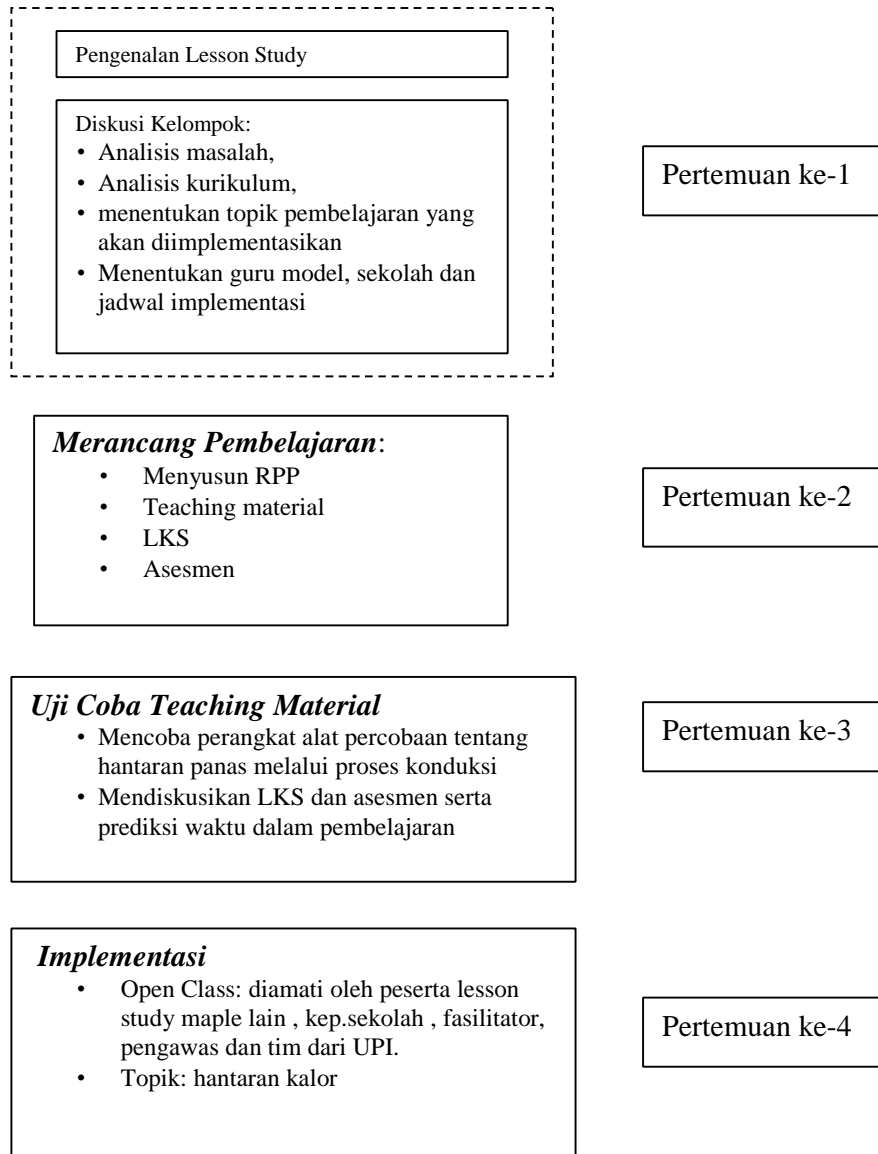 Pengenalan Lesson Study
Diskusi Kelompok:
• Analisis masalah,
• Analisis kurikulum,
• menentukan topik pembelajaran yang
akan diimplementasikan
• Menentukan guru model, sekolah dan
jadwal implementasi
Pertemuan ke-1
Merancang Pembelajaran:
• Menyusun RPP
• Teaching material
• LKS
• Asesmen
Pertemuan ke-2
Uji Coba Teaching Material
• Mencoba perangkat alat percobaan tentang
hantaran panas melalui proses konduksi
• Mendiskusikan LKS dan asesmen serta
prediksi waktu dalam pembelajaran
Pertemuan ke-3
Implementasi
• Open Class: diamati oleh peserta lesson
study maple lain , kep.sekolah , fasilitator,
pengawas dan tim dari UPI.
• Topik: hantaran kalor
Pertemuan ke-4